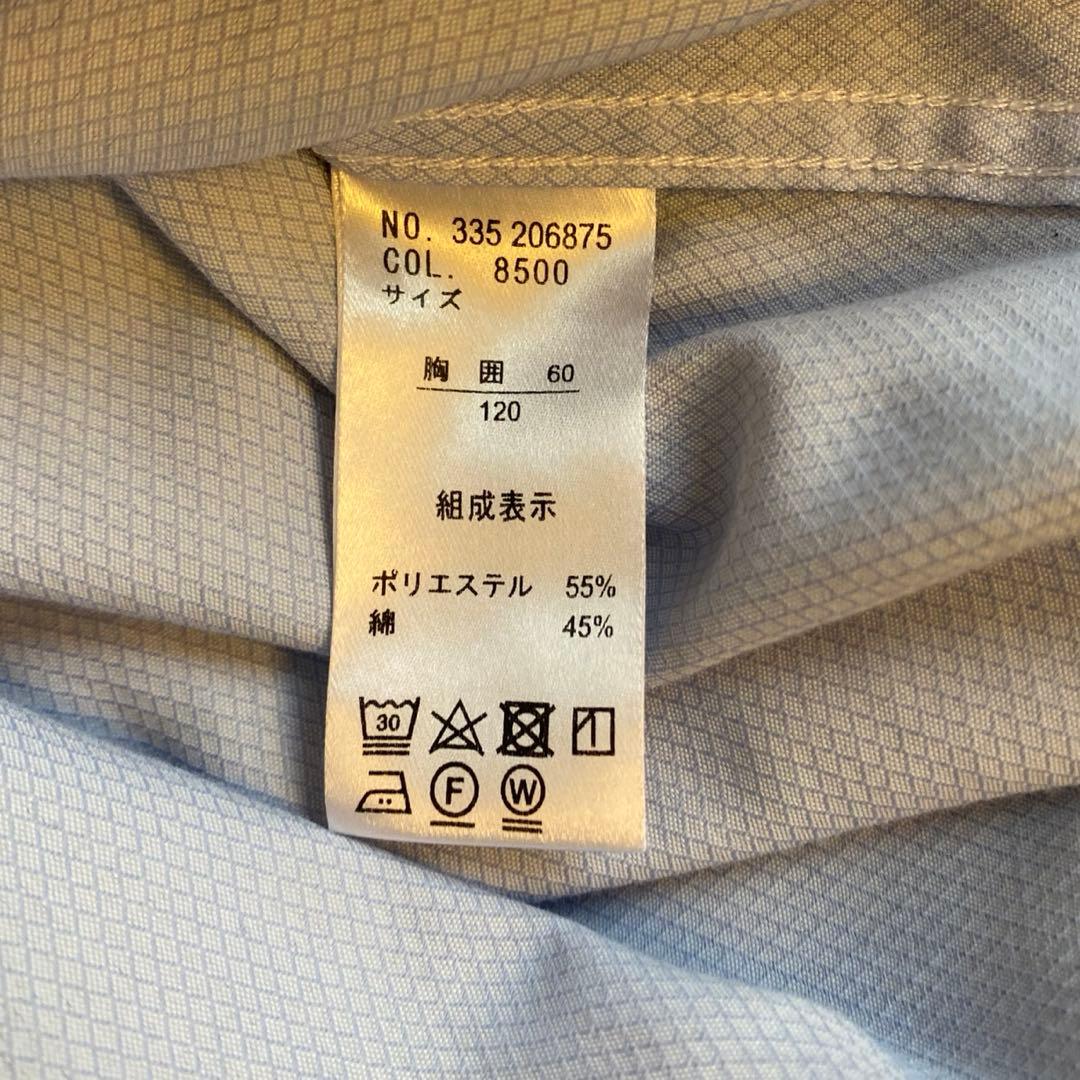 NO. 335 206875
COL. 8500
サイズ
胸 囲 60
120
組成表示
ポリエステル 55%
綿 45%
30
F W